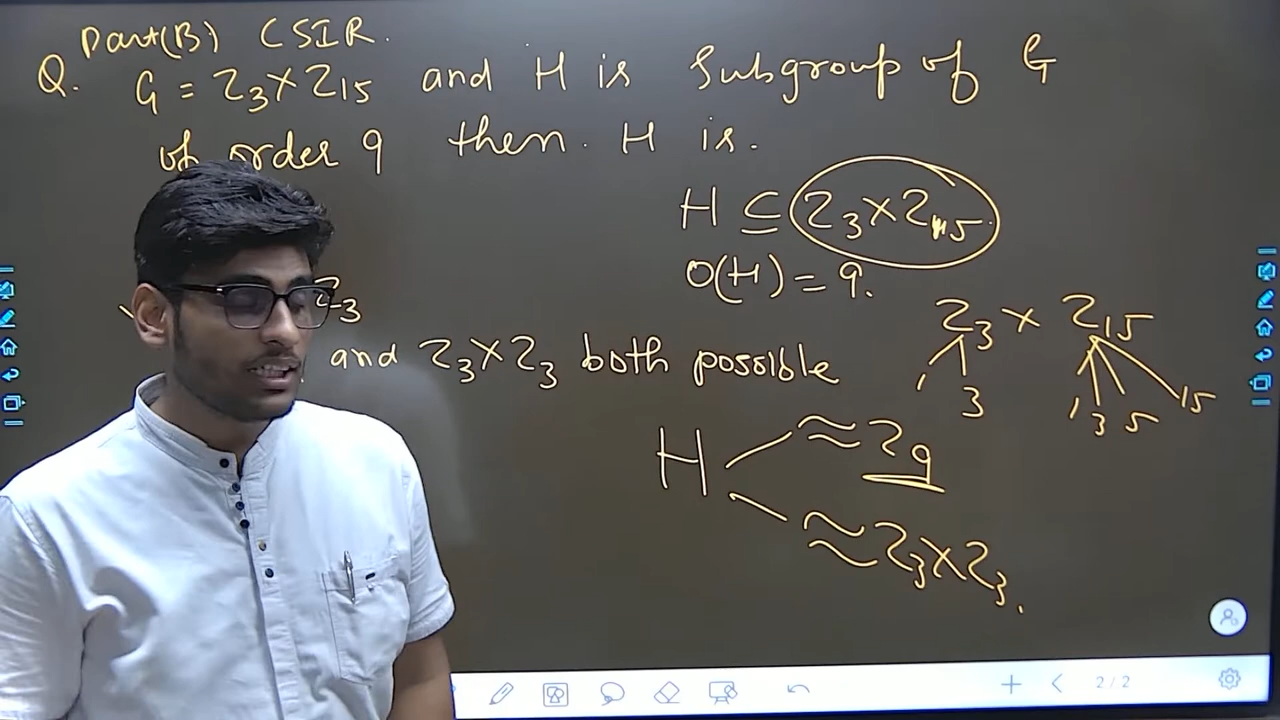 Part(B) CSIR.
Q. G = Z3 × Z15 and H is Subgroup of G
of order 9 then. H is.
H ⊆ Z3 × Z15.
O(H) = 9.
Z3
and Z3 × Z3 both possible
Z3 × Z15
1 3 1 3 5 15
H ≈ Z9
≈ Z3 × Z3.
2 / 2